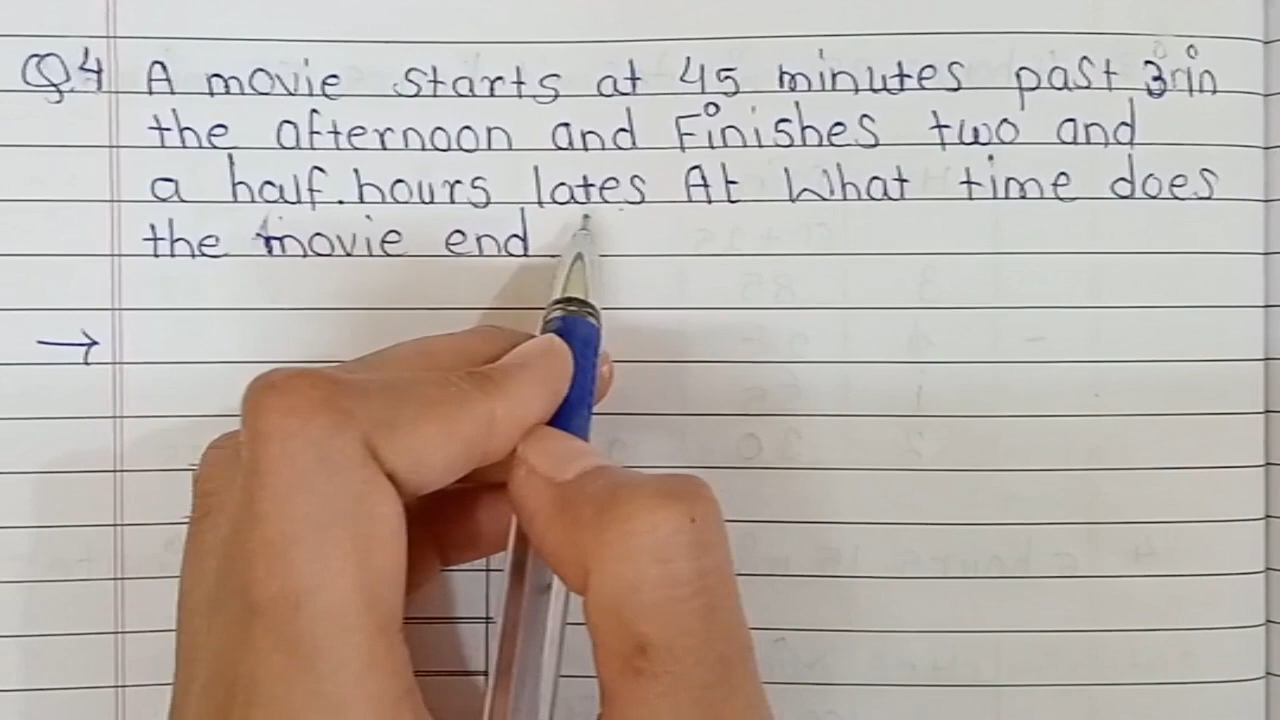 Q.4 A movie starts at 45 minutes past 3 in
the afternoon and Finishes two and
a half.hours lates At What time does
the movie end
→